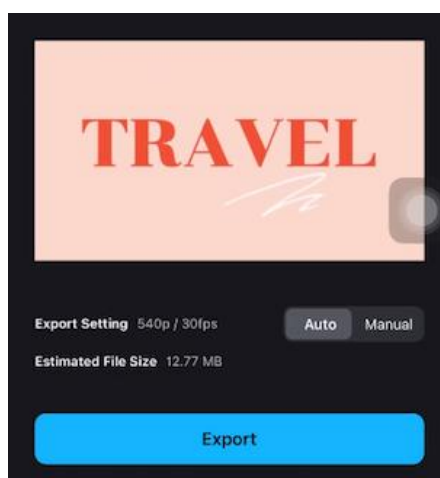 TRAVEL
Export Setting 540p / 30fps Auto Manual
Estimated File Size 12.77 MB
Export